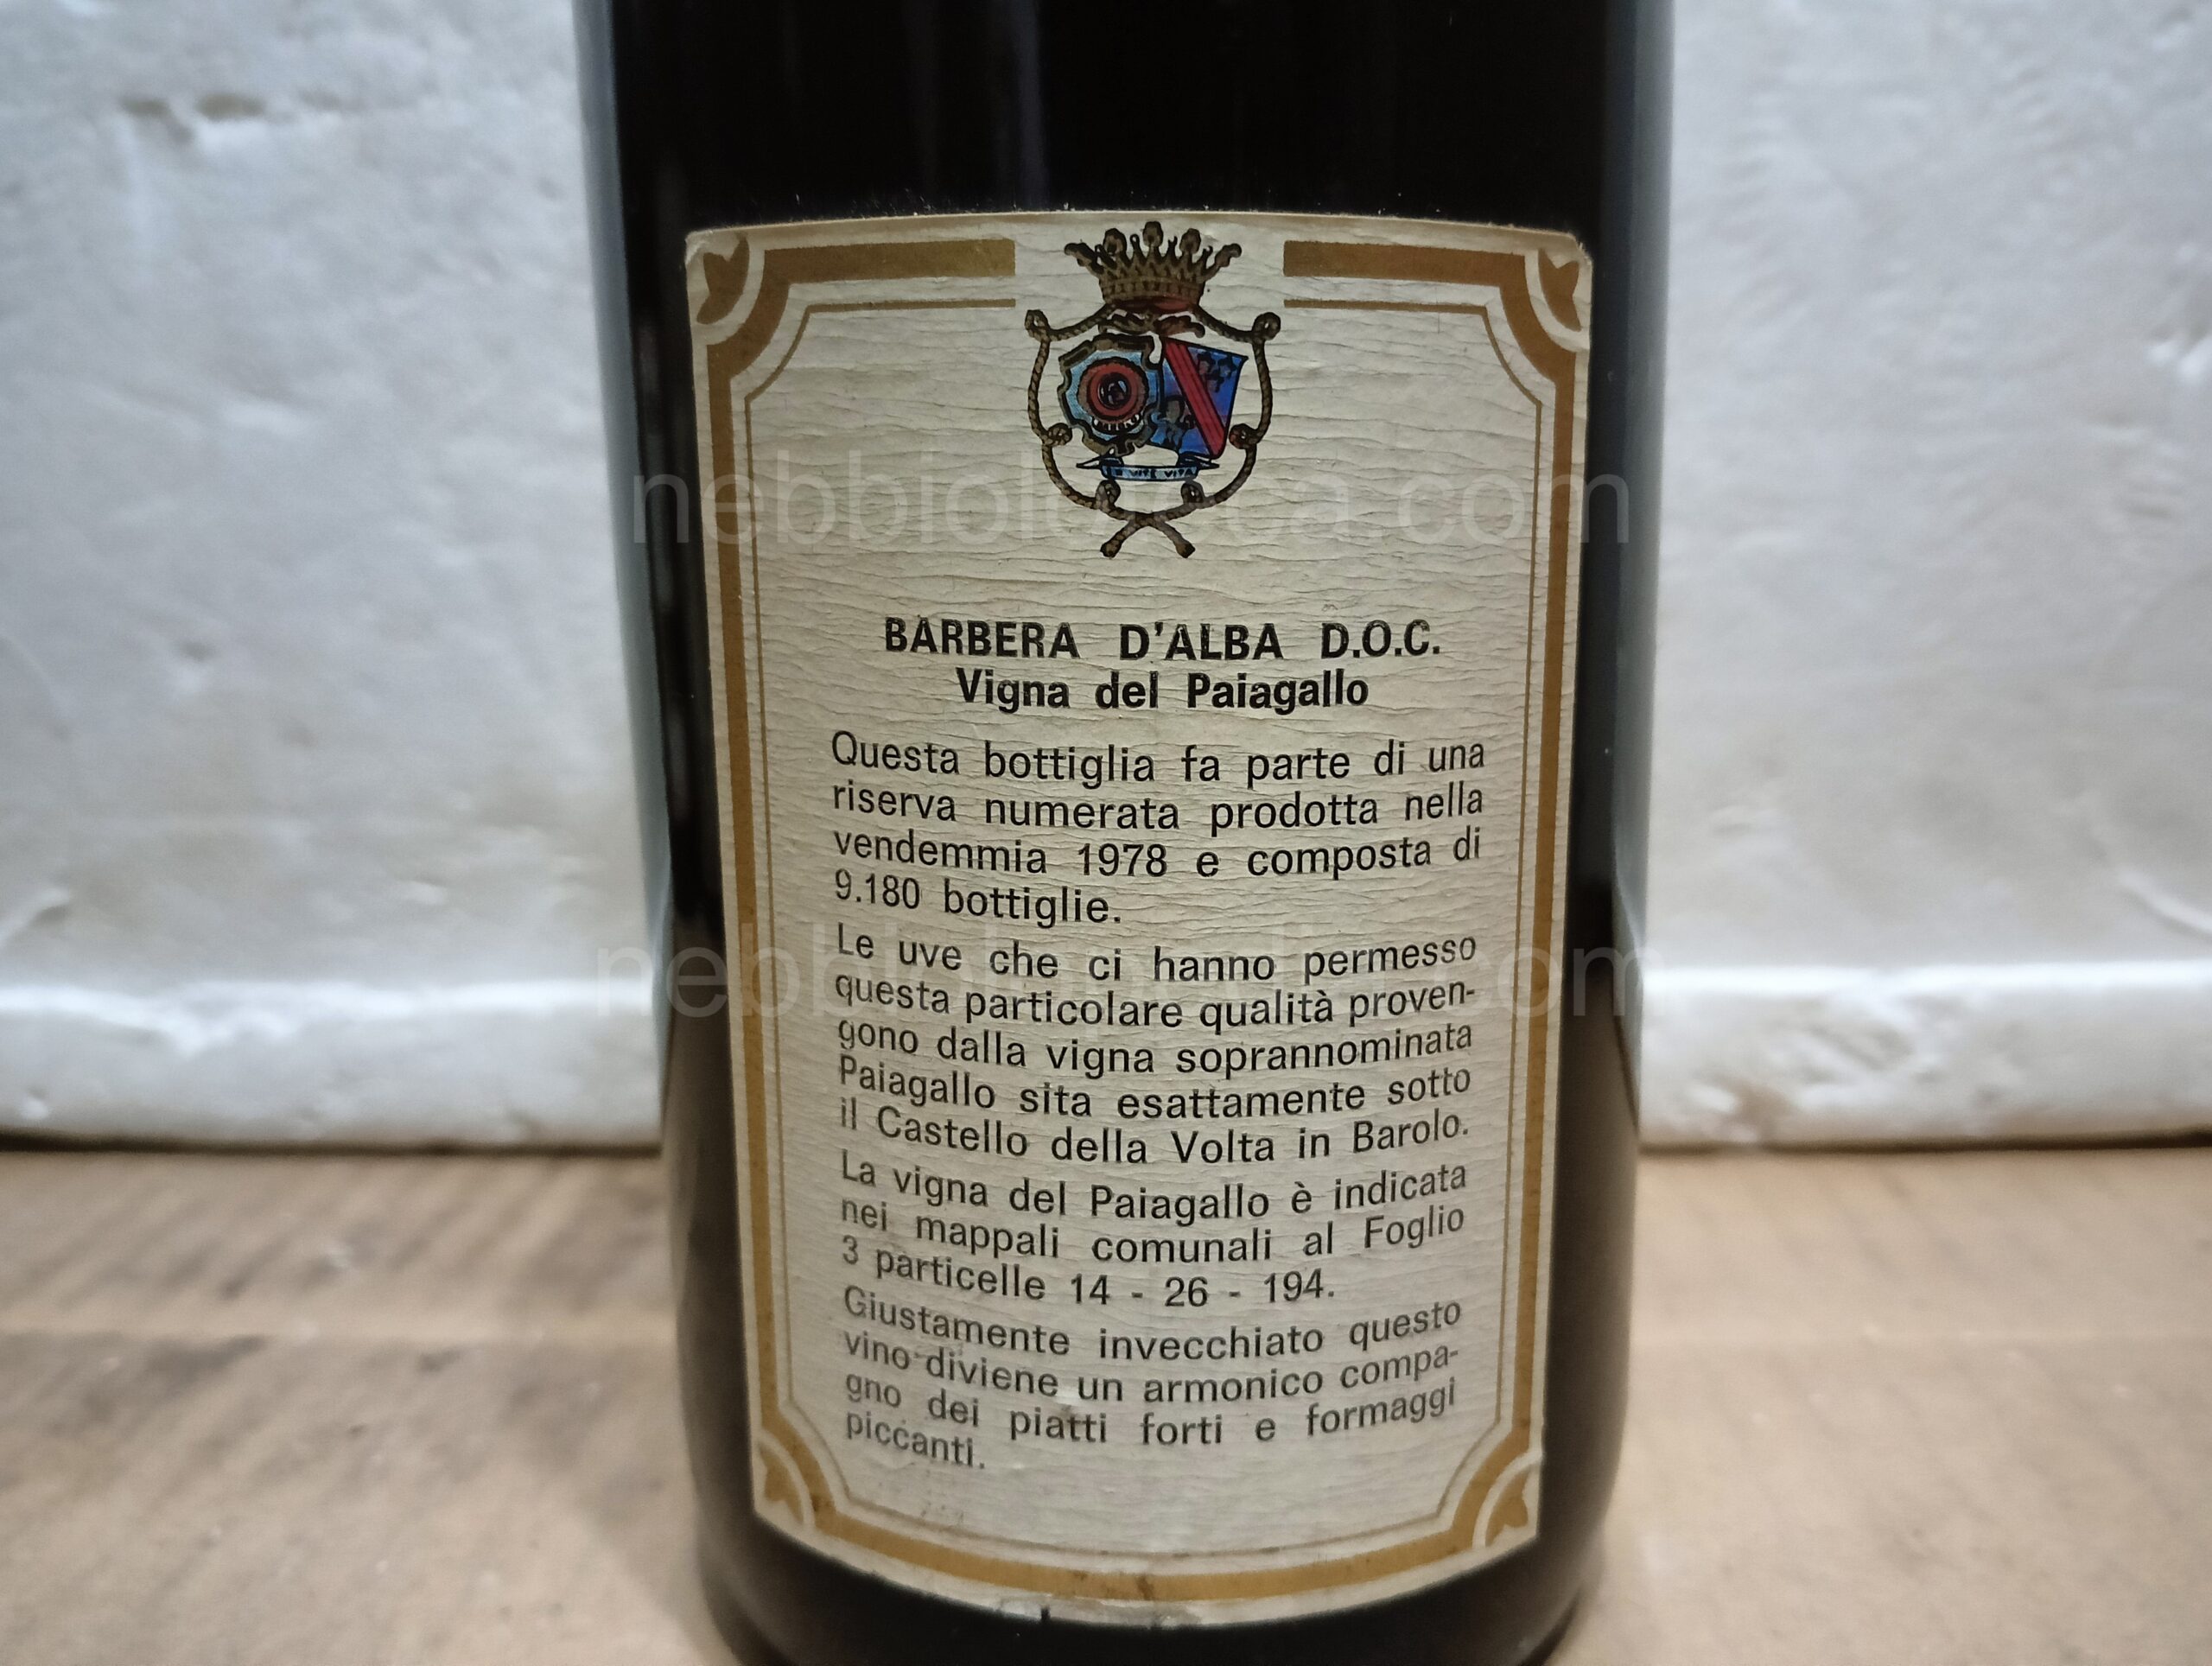 BARBERA D'ALBA D.O.C.
Vigna del Paiagallo
Questa bottiglia fa parte di una
riserva numerata prodotta nella
vendemmia 1978 e composta di
9.180 bottiglie.
Le uve che ci hanno permesso
questa particolare qualità proven-
gono dalla vigna soprannominata
Paiagallo sita esattamente sotto
il Castello della Volta in Barolo.
La vigna del Paiagallo è indicata
nei mappali comunali al Foglio
3 particelle 14 - 26 - 194.
Giustamente invecchiato questo
vino diviene un armonico compa-
gno dei piatti forti e formaggi
piccanti.